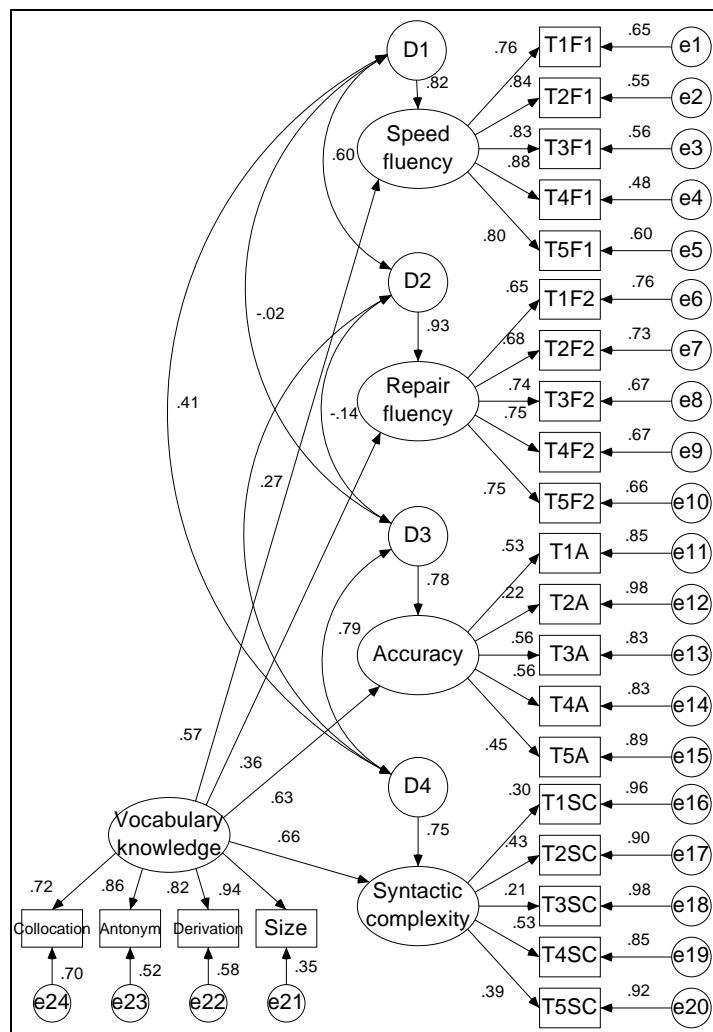 D1
.76
T1F1
.65
e1
.82
.84
T2F1
.55
e2
Speed
fluency
.83
T3F1
.56
e3
.88
T4F1
.48
e4
.60
.80
T5F1
.60
e5
D2
.65
T1F2
.76
e6
-.02
.93
.68
T2F2
.73
e7
.41
Repair
fluency
-.14
.74
T3F2
.67
e8
.75
T4F2
.67
e9
.27
.75
T5F2
.66
e10
D3
.53
T1A
.85
e11
.78
.22
T2A
.98
e12
.79
Accuracy
.56
T3A
.83
e13
.56
T4A
.83
e14
.57
.36
.45
T5A
.89
e15
D4
.63
.30
T1SC
.96
e16
Vocabulary
knowledge
.66
.75
.43
T2SC
.90
e17
Syntactic
complexity
.21
T3SC
.98
e18
.72
.86
.82
.94
.53
T4SC
.85
e19
Collocation
Antonym
Derivation
Size
.39
T5SC
.92
e20
.70
.52
.58
.35
e24
e23
e22
e21